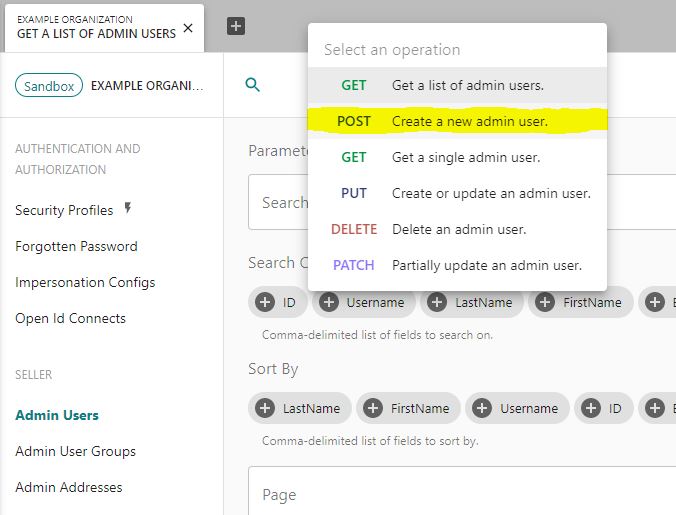 EXAMPLE ORGANIZATION
GET A LIST OF ADMIN USERS
Sandbox
EXAMPLE ORGANI...
AUTHENTICATION AND
AUTHORIZATION
Security Profiles
Forgotten Password
Impersonation Configs
Open Id Connects
SELLER
Admin Users
Admin User Groups
Admin Addresses
Select an operation
GET Get a list of admin users.
POST Create a new admin user.
GET Get a single admin user.
PUT Create or update an admin user.
DELETE Delete an admin user.
PATCH Partially update an admin user.
Paramet
Search
Search
ID Username LastName FirstName
Comma-delimited list of fields to search on.
Sort By
LastName FirstName Username ID
Comma-delimited list of fields to sort by.
Page